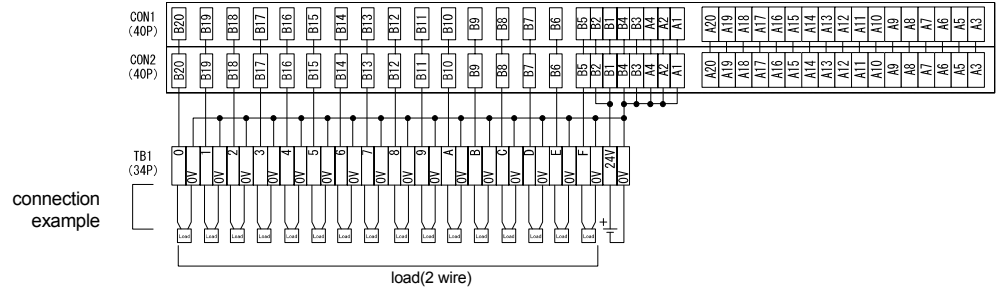 CON1 B20 B19 B18 B17 B16 B15 B14 B13 B12 B11 B10 B9 B8 B7 B6 B5 B2 B1 B4 B3 A4 A2 A1 A20 A19 A18 A17 A16 A15 A14 A13 A12 A11 A10 A9 A8 A7 A6 A5 A3
(40P)
CON2 B20 B19 B18 B17 B16 B15 B14 B13 B12 B11 B10 B9 B8 B7 B6 B5 B2 B1 B4 B3 A4 A2 A1 A20 A19 A18 A17 A16 A15 A14 A13 A12 A11 A10 A9 A8 A7 A6 A5 A3
(40P)
TB1 0 0V 1 0V 2 0V 3 0V 4 0V 5 0V 6 0V 7 0V 8 0V 9 0V A 0V B 0V C 0V D 0V E 0V F 0V 24V 0V
(34P)
connection
example
+
Load Load Load Load Load Load Load Load Load Load Load Load Load Load Load Load
load(2 wire)